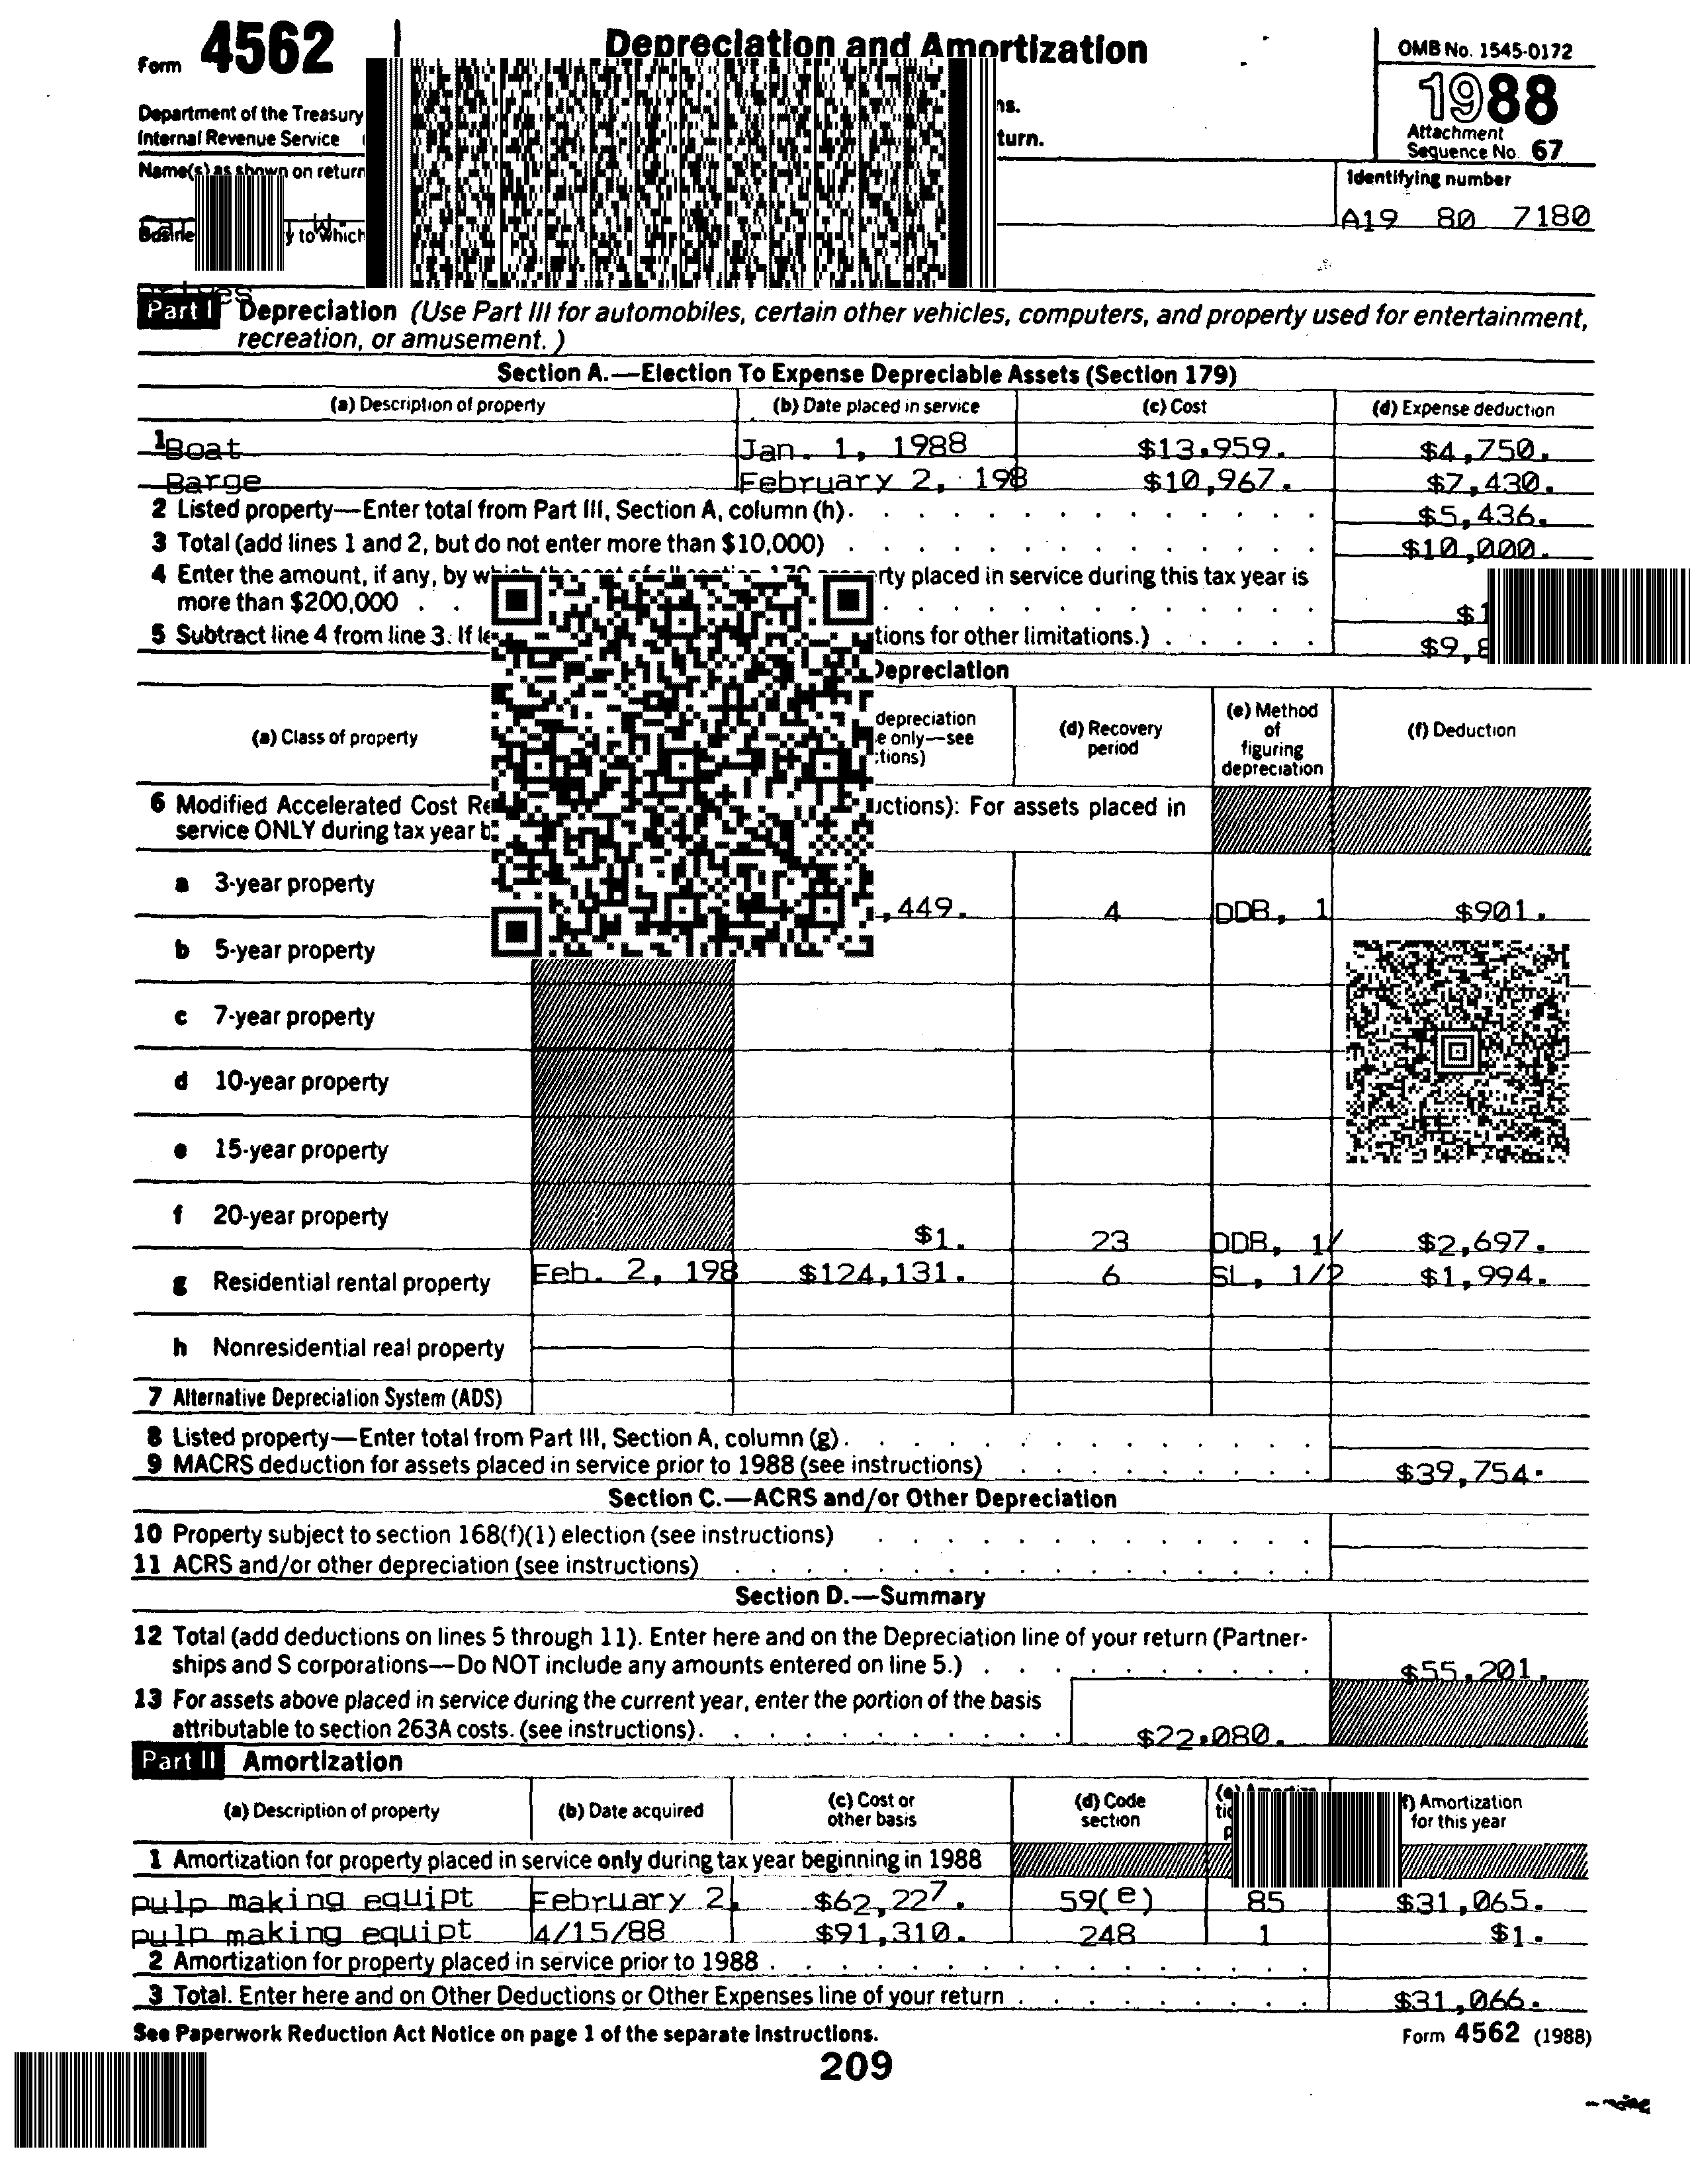 Form 4562
Depreciation and Amortization
OMB No. 1545-0172
1988
Department of the Treasury
Internal Revenue Service
ns.
turn.
Attachment
Sequence No. 67
Name(s) as shown on return
Identifying number
W.
A19 80 7180
y to which
Part I Depreciation (Use Part III for automobiles, certain other vehicles, computers, and property used for entertainment,
recreation, or amusement.)
Section A.—Election To Expense Depreciable Assets (Section 179)
(a) Description of property (b) Date placed in service (c) Cost (d) Expense deduction
1 Boat Jan. 1, 1988 $13,959. $4,750.
Barge February 2, 198 $10,967. $7,430.
2 Listed property—Enter total from Part III, Section A, column (h). $5,436.
3 Total (add lines 1 and 2, but do not enter more than $10,000) $10,000.
4 Enter the amount, if any, by which the cost of all section 179 property placed in service during this tax year is
more than $200,000 $1
5 Subtract line 4 from line 3. If le tions for other limitations.) $9,8
Depreciation
(a) Class of property
depreciation
e only—see
tions)
(d) Recovery
period
(e) Method
of
figuring
depreciation
(f) Deduction
6 Modified Accelerated Cost Re uctions): For assets placed in
service ONLY during tax year b
a 3-year property ,449. 4 DDB, 1 $901.
b 5-year property
c 7-year property
d 10-year property
e 15-year property
f 20-year property $1. 23 DDB, 1/ $2,697.
g Residential rental property Feb. 2, 198 $124,131. 6 SL, 1/2 $1,994.
h Nonresidential real property
7 Alternative Depreciation System (ADS)
8 Listed property—Enter total from Part III, Section A, column (g).
9 MACRS deduction for assets placed in service prior to 1988 (see instructions) $39,754.
Section C.—ACRS and/or Other Depreciation
10 Property subject to section 168(f)(1) election (see instructions)
11 ACRS and/or other depreciation (see instructions)
Section D.—Summary
12 Total (add deductions on lines 5 through 11). Enter here and on the Depreciation line of your return (Partner-
ships and S corporations—Do NOT include any amounts entered on line 5.) $55,201.
13 For assets above placed in service during the current year, enter the portion of the basis
attributable to section 263A costs. (see instructions). $22,080.
Part II Amortization
(a) Description of property (b) Date acquired
(c) Cost or
other basis
(d) Code
section
(f) Amortization
for this year
1 Amortization for property placed in service only during tax year beginning in 1988
pulp making equipt February 2, $62,227. 59(e) 85 $31,065.
pulp making equipt 4/15/88 $91,310. 248 1 $1.
2 Amortization for property placed in service prior to 1988
3 Total. Enter here and on Other Deductions or Other Expenses line of your return $31,066.
See Paperwork Reduction Act Notice on page 1 of the separate Instructions.
Form 4562 (1988)
209